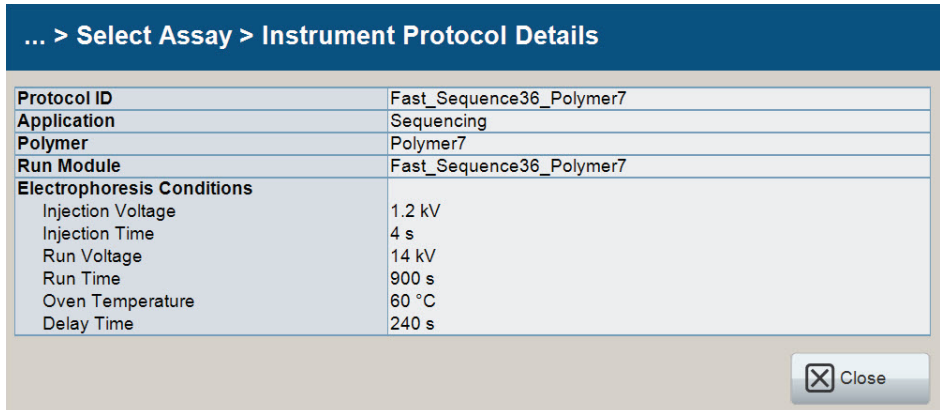 ... > Select Assay > Instrument Protocol Details
Protocol ID Fast_Sequence36_Polymer7
Application Sequencing
Polymer Polymer7
Run Module Fast_Sequence36_Polymer7
Electrophoresis Conditions
Injection Voltage 1.2 kV
Injection Time 4 s
Run Voltage 14 kV
Run Time 900 s
Oven Temperature 60 °C
Delay Time 240 s
Close